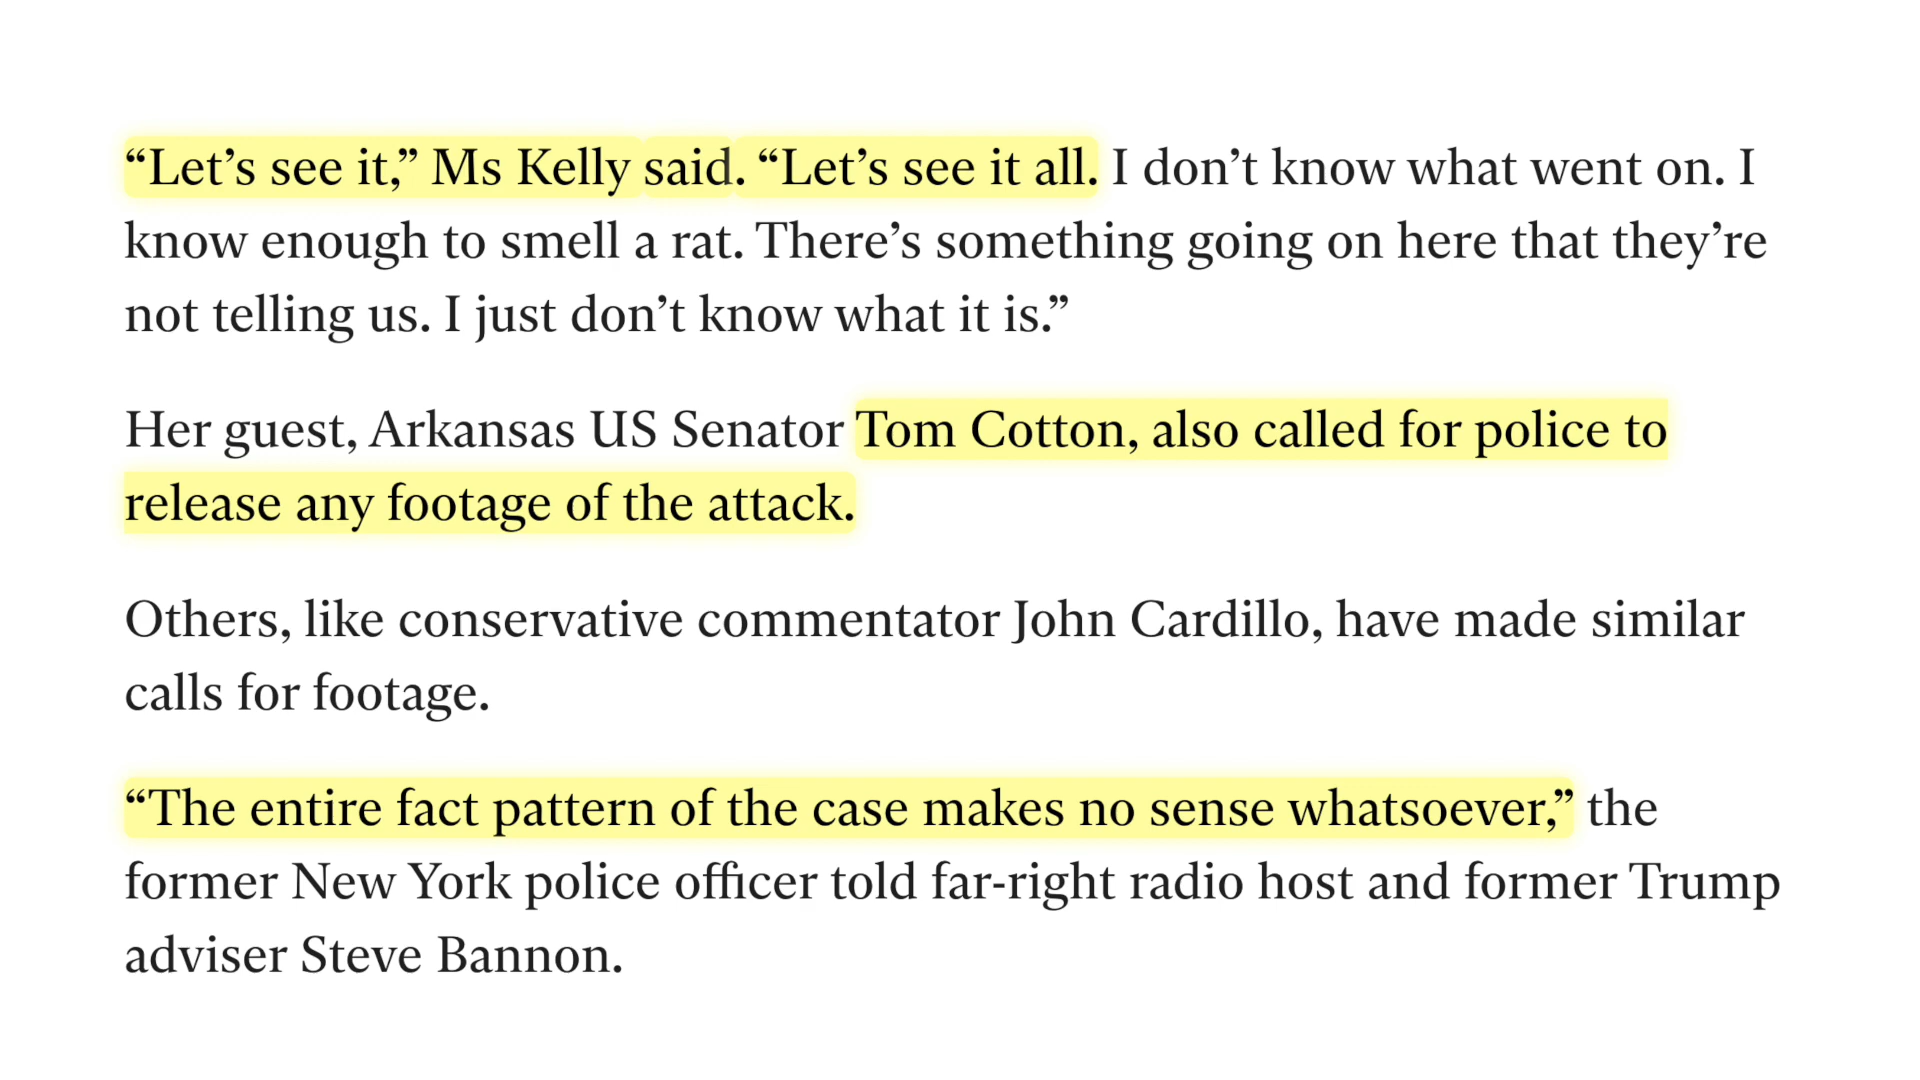 “Let’s see it,” Ms Kelly said. “Let’s see it all. I don’t know what went on. I
know enough to smell a rat. There’s something going on here that they’re
not telling us. I just don’t know what it is.”
Her guest, Arkansas US Senator Tom Cotton, also called for police to
release any footage of the attack.
Others, like conservative commentator John Cardillo, have made similar
calls for footage.
“The entire fact pattern of the case makes no sense whatsoever,” the
former New York police officer told far-right radio host and former Trump
adviser Steve Bannon.